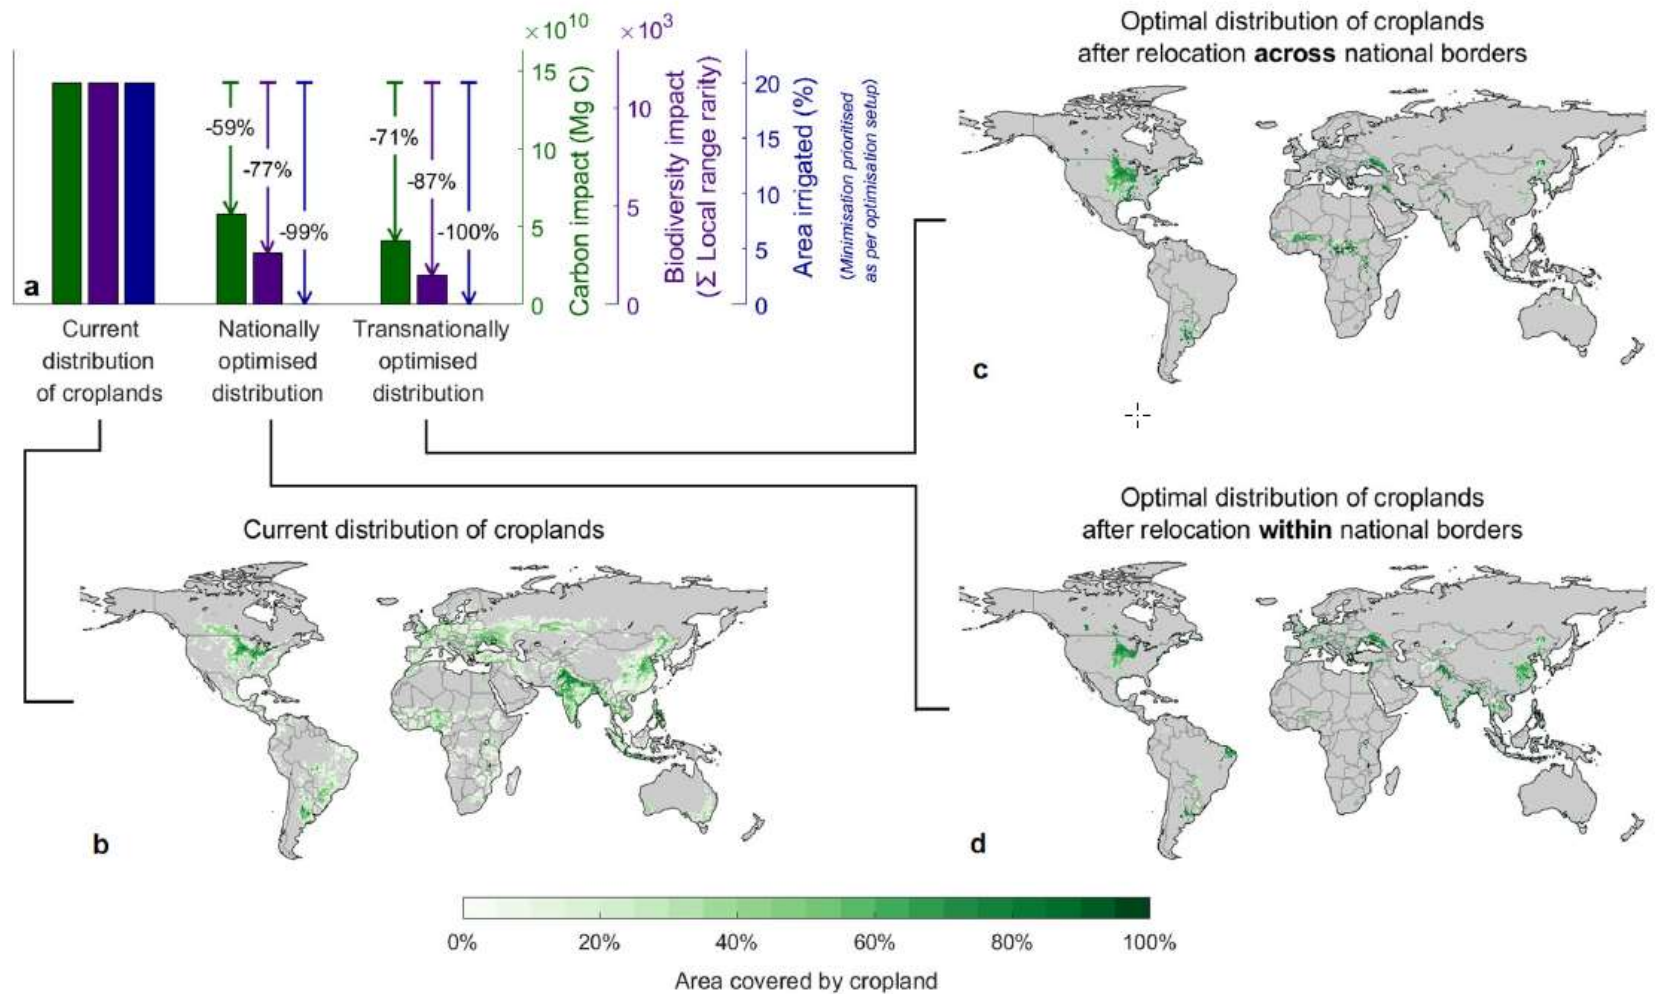 ×10¹⁰
×10³
15
10
5
0
Carbon impact (Mg C)
10
5
0
Biodiversity impact
(∑ Local range rarity)
20
15
10
5
0
Area irrigated (%)
(Minimisation prioritised
as per optimisation setup)
-59%
-77%
-99%
-71%
-87%
-100%
a
Current
distribution
of croplands
Nationally
optimised
distribution
Transnationally
optimised
distribution
Optimal distribution of croplands
after relocation across national borders
c
Current distribution of croplands
b
Optimal distribution of croplands
after relocation within national borders
d
0%
20%
40%
60%
80%
100%
Area covered by cropland